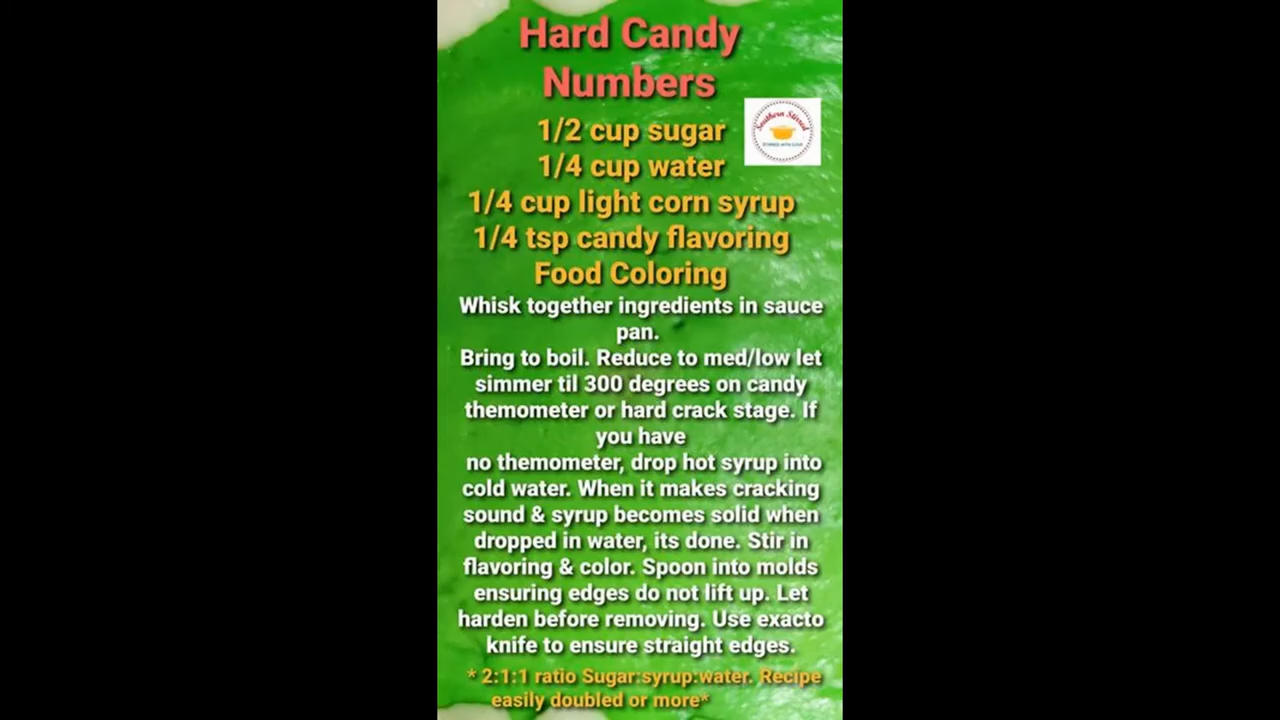 Hard Candy
Numbers
1/2 cup sugar
1/4 cup water
1/4 cup light corn syrup
1/4 tsp candy flavoring
Food Coloring
Southern Stirred
STIRRED WITH LOVE
Whisk together ingredients in sauce
pan.
Bring to boil. Reduce to med/low let
simmer til 300 degrees on candy
themometer or hard crack stage. If
you have
no themometer, drop hot syrup into
cold water. When it makes cracking
sound & syrup becomes solid when
dropped in water, its done. Stir in
flavoring & color. Spoon into molds
ensuring edges do not lift up. Let
harden before removing. Use exacto
knife to ensure straight edges.
* 2:1:1 ratio Sugar:syrup:water. Recipe
easily doubled or more*